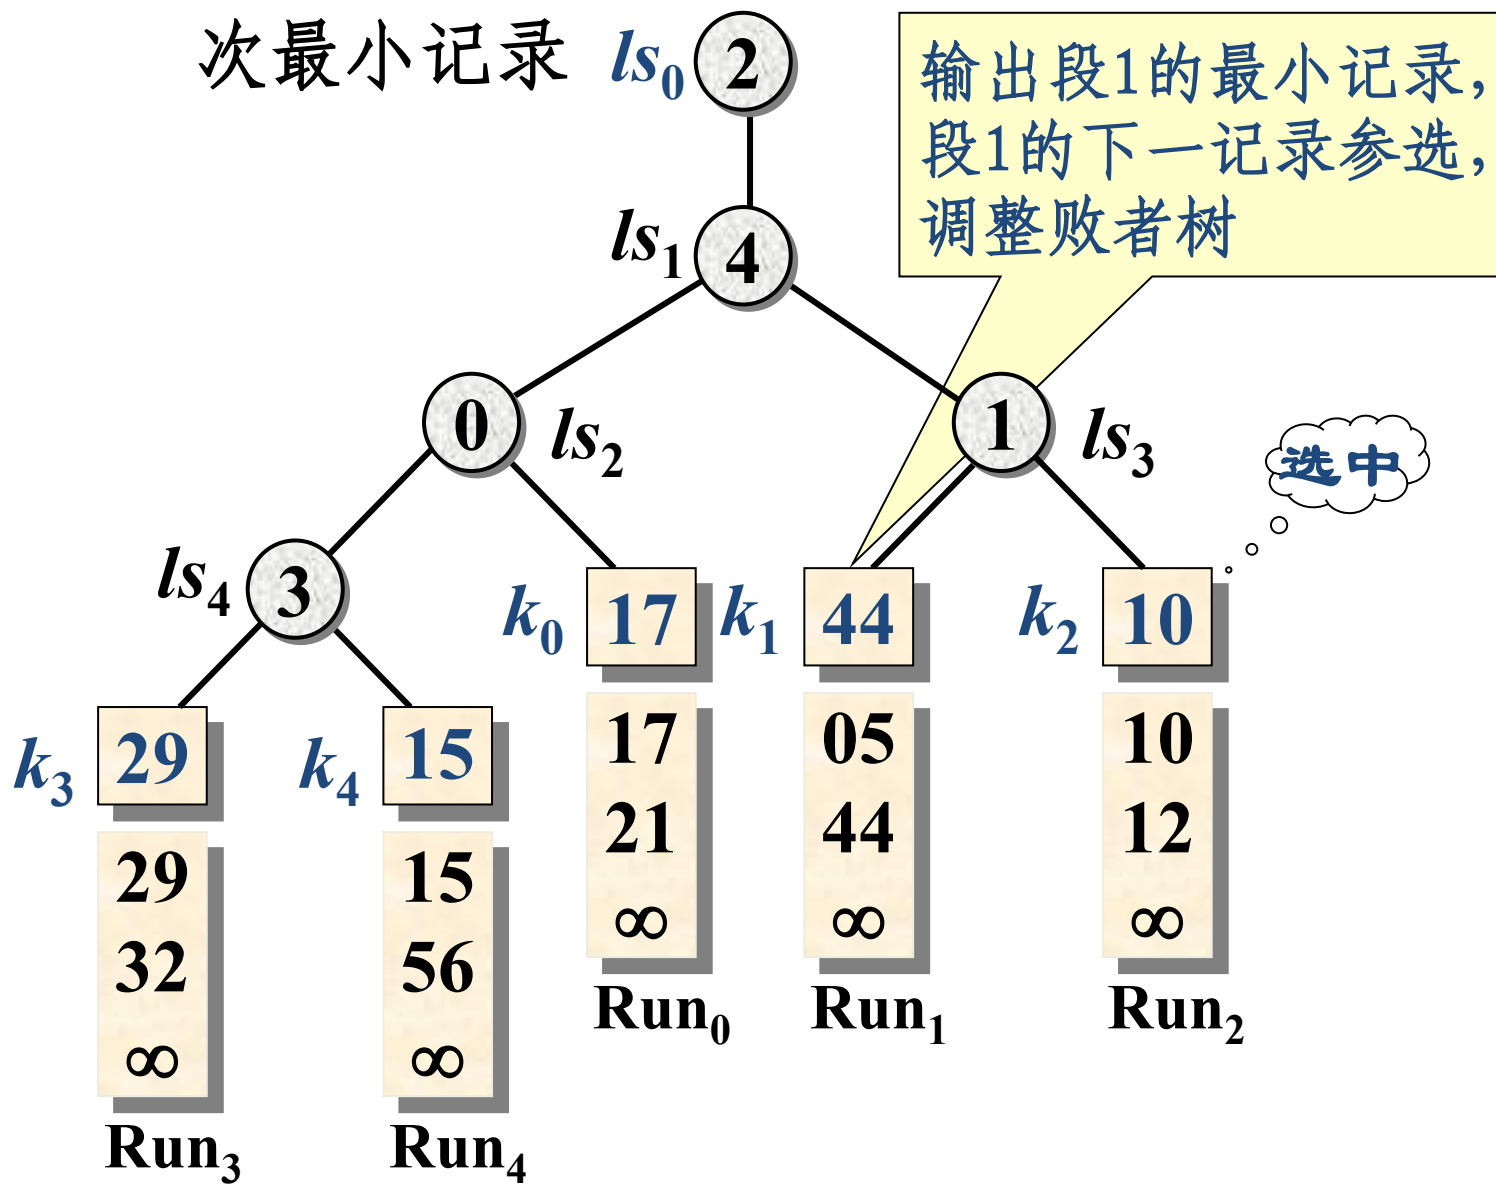 次最小记录 ls0 2
输出段1的最小记录,
段1的下一记录参选,
调整败者树
ls1 4
0 ls2
1 ls3
选中
ls4 3
k0 17
k1 44
k2 10
k3 29
k4 15
17
21
∞
Run0
05
44
∞
Run1
10
12
∞
Run2
29
32
∞
Run3
15
56
∞
Run4